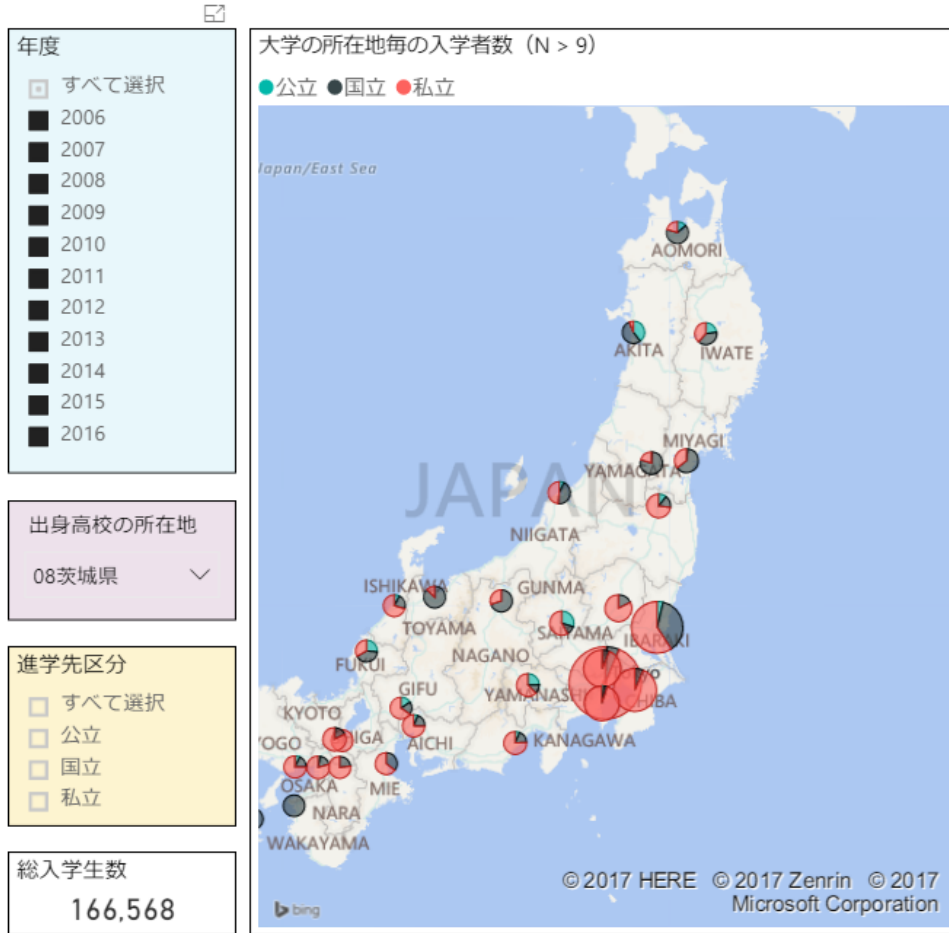 年度
すべて選択
2006
2007
2008
2009
2010
2011
2012
2013
2014
2015
2016
出身高校の所在地
08茨城県
進学先区分
すべて選択
公立
国立
私立
総入学生数
166,568
大学の所在地毎の入学者数（N > 9）
公立 国立 私立
Japan/East Sea
AOMORI
AKITA
IWATE
MIYAGI
YAMAGATA
JAPAN
NIIGATA
ISHIKAWA
GUNMA
TOYAMA
SAITAMA
IBARAKI
NAGANO
FUKUI
GIFU
YAMANASHI
CHIBA
KYOTO
AICHI
KANAGAWA
OSAKA
MIE
NARA
WAKAYAMA
© 2017 HERE © 2017 Zenrin © 2017
Microsoft Corporation
bing